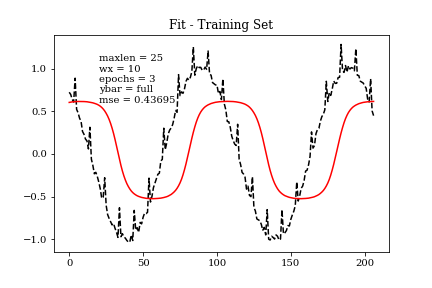 Fit - Training Set
maxlen = 25
wx = 10
epochs = 3
ybar = full
mse = 0.43695
1.0
0.5
0.0
−0.5
−1.0
0 50 100 150 200